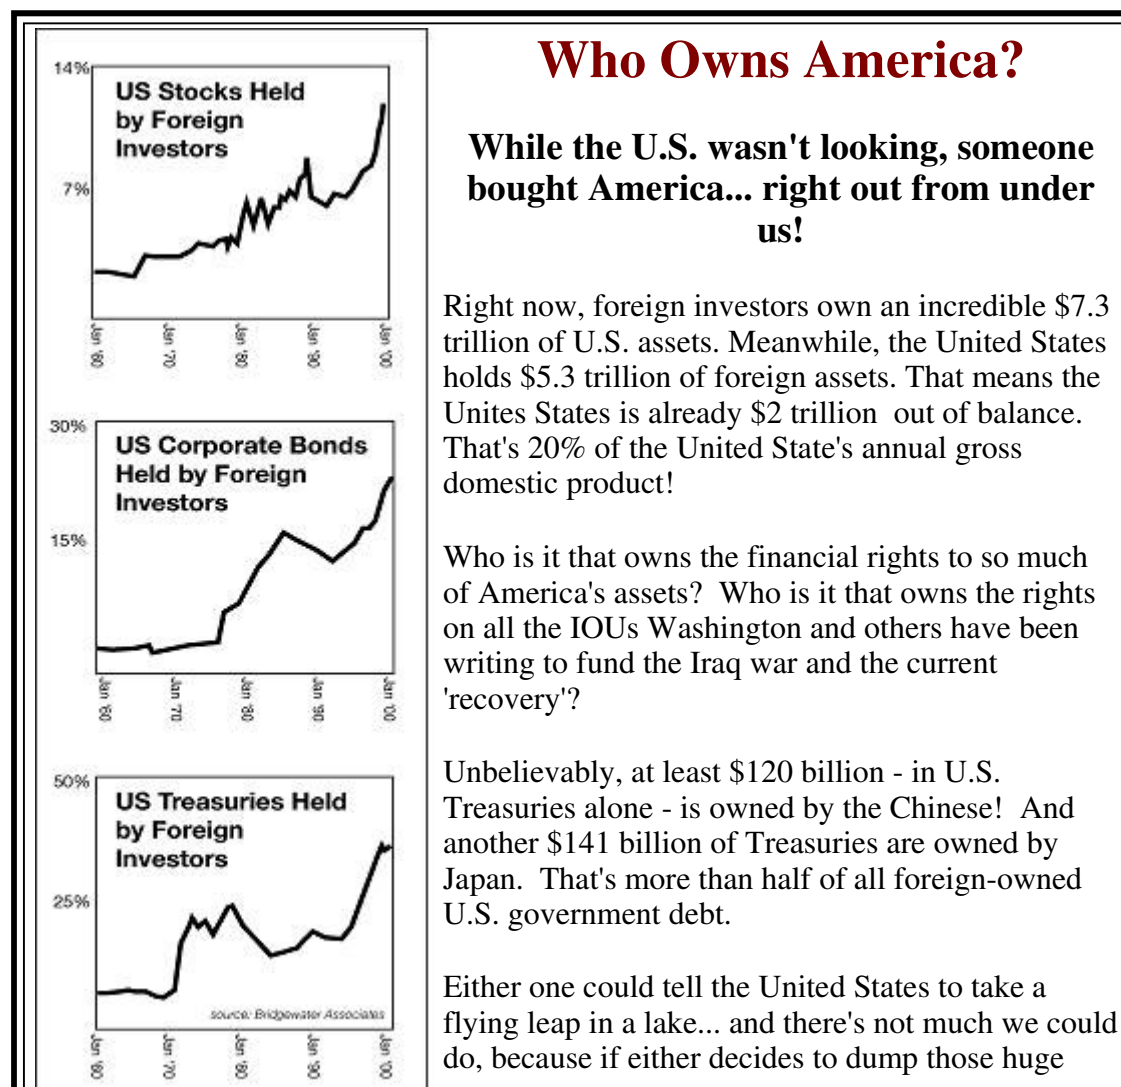 14%
US Stocks Held
by Foreign
Investors
7%
Jan '60
Jan '70
Jan '80
Jan '90
Jan '00
30%
US Corporate Bonds
Held by Foreign
Investors
15%
Jan '60
Jan '70
Jan '80
Jan '90
Jan '00
50%
US Treasuries Held
by Foreign
Investors
25%
source: Bridgewater Associates
Jan '60
Jan '70
Jan '80
Jan '90
Jan '00
Who Owns America?
While the U.S. wasn't looking, someone
bought America... right out from under
us!
Right now, foreign investors own an incredible $7.3
trillion of U.S. assets. Meanwhile, the United States
holds $5.3 trillion of foreign assets. That means the
Unites States is already $2 trillion  out of balance.
That's 20% of the United State's annual gross
domestic product!
Who is it that owns the financial rights to so much
of America's assets?  Who is it that owns the rights
on all the IOUs Washington and others have been
writing to fund the Iraq war and the current
'recovery'?
Unbelievably, at least $120 billion - in U.S.
Treasuries alone - is owned by the Chinese!  And
another $141 billion of Treasuries are owned by
Japan.  That's more than half of all foreign-owned
U.S. government debt.
Either one could tell the United States to take a
flying leap in a lake... and there's not much we could
do, because if either decides to dump those huge